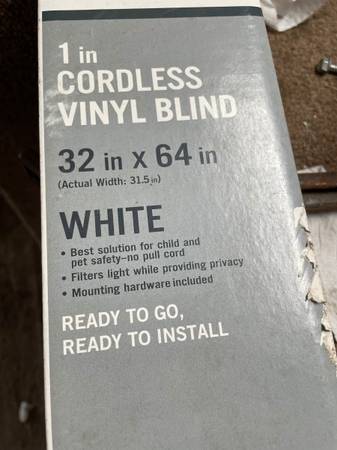 1 in
CORDLESS
VINYL BLIND
32 in x 64 in
(Actual Width: 31.5 in)
WHITE
• Best solution for child and
pet safety–no pull cord
• Filters light while providing privacy
• Mounting hardware included
READY TO GO,
READY TO INSTALL